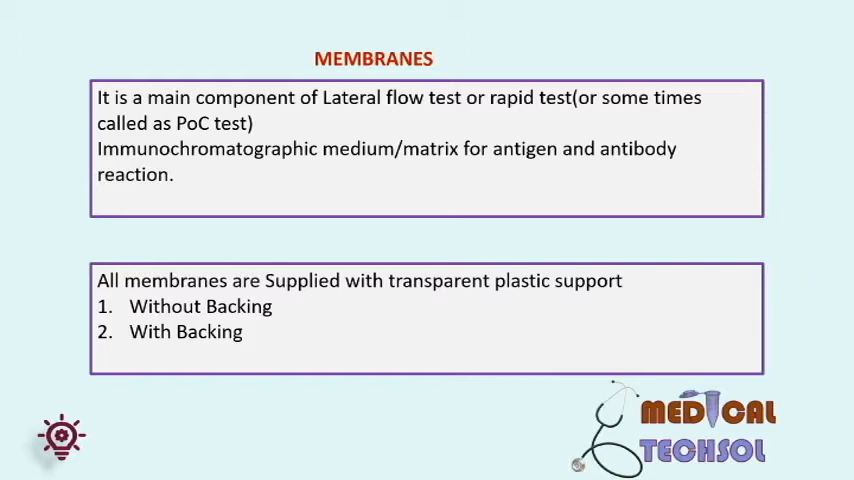 MEMBRANES
It is a main component of Lateral flow test or rapid test(or some times
called as PoC test)
Immunochromatographic medium/matrix for antigen and antibody
reaction.
All membranes are Supplied with transparent plastic support
1. Without Backing
2. With Backing
MEDICAL
TECHSOL